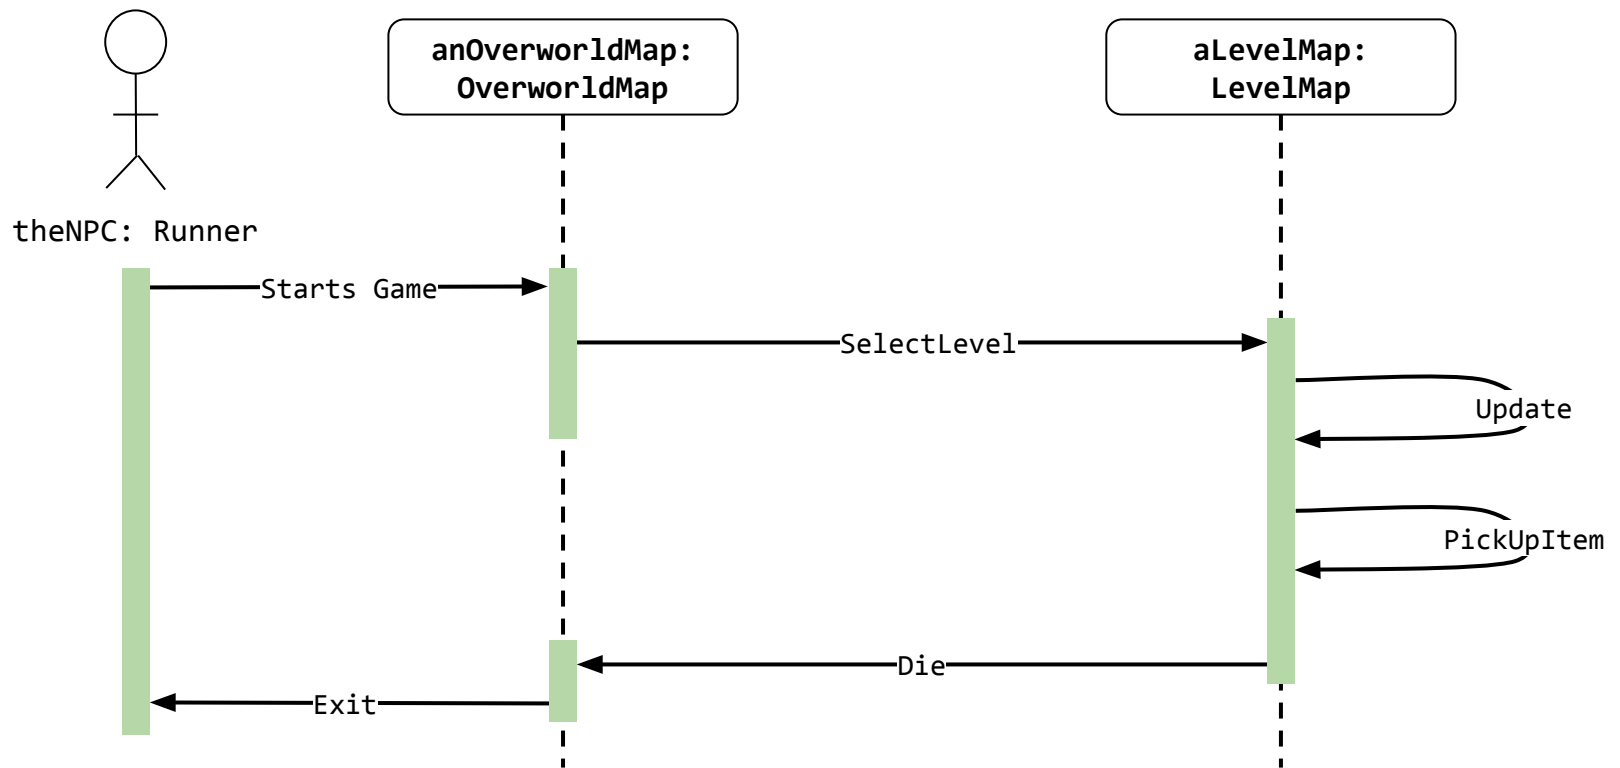 anOverworldMap:
OverworldMap
aLevelMap:
LevelMap
theNPC: Runner
Starts Game
SelectLevel
Update
PickUpItem
Die
Exit